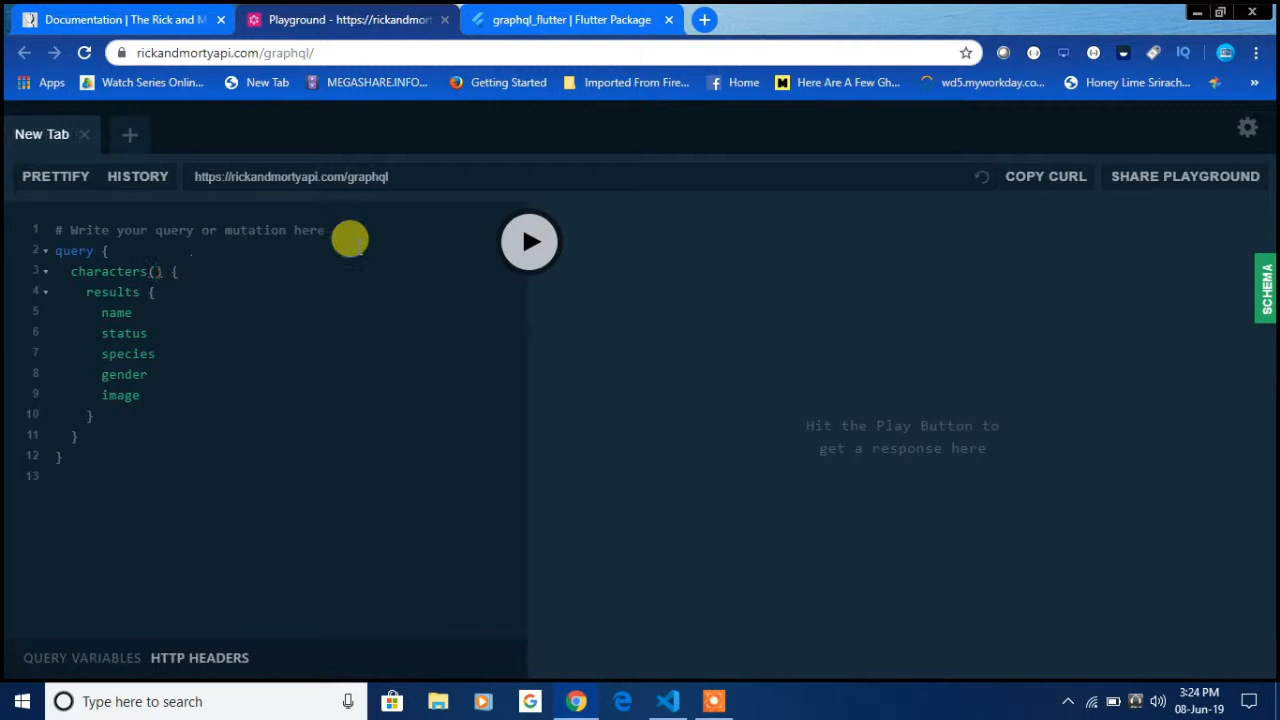 Documentation | The Rick and M
Playground - https://rickandmort
graphql_flutter | Flutter Package
rickandmortyapi.com/graphql/
Apps
Watch Series Online...
New Tab
MEGASHARE.INFO...
Getting Started
Imported From Fire...
Home
Here Are A Few Gh...
wd5.myworkday.co...
Honey Lime Srirach...
»
IQ
New Tab
PRETTIFY
HISTORY
https://rickandmortyapi.com/graphql
COPY CURL
SHARE PLAYGROUND
1 # Write your query or mutation here
2 query {
3 characters() {
4 results {
5 name
6 status
7 species
8 gender
9 image
10 }
11 }
12 }
13
Hit the Play Button to
get a response here
SCHEMA
QUERY VARIABLES
HTTP HEADERS
Type here to search
3:24 PM
08-Jun-19